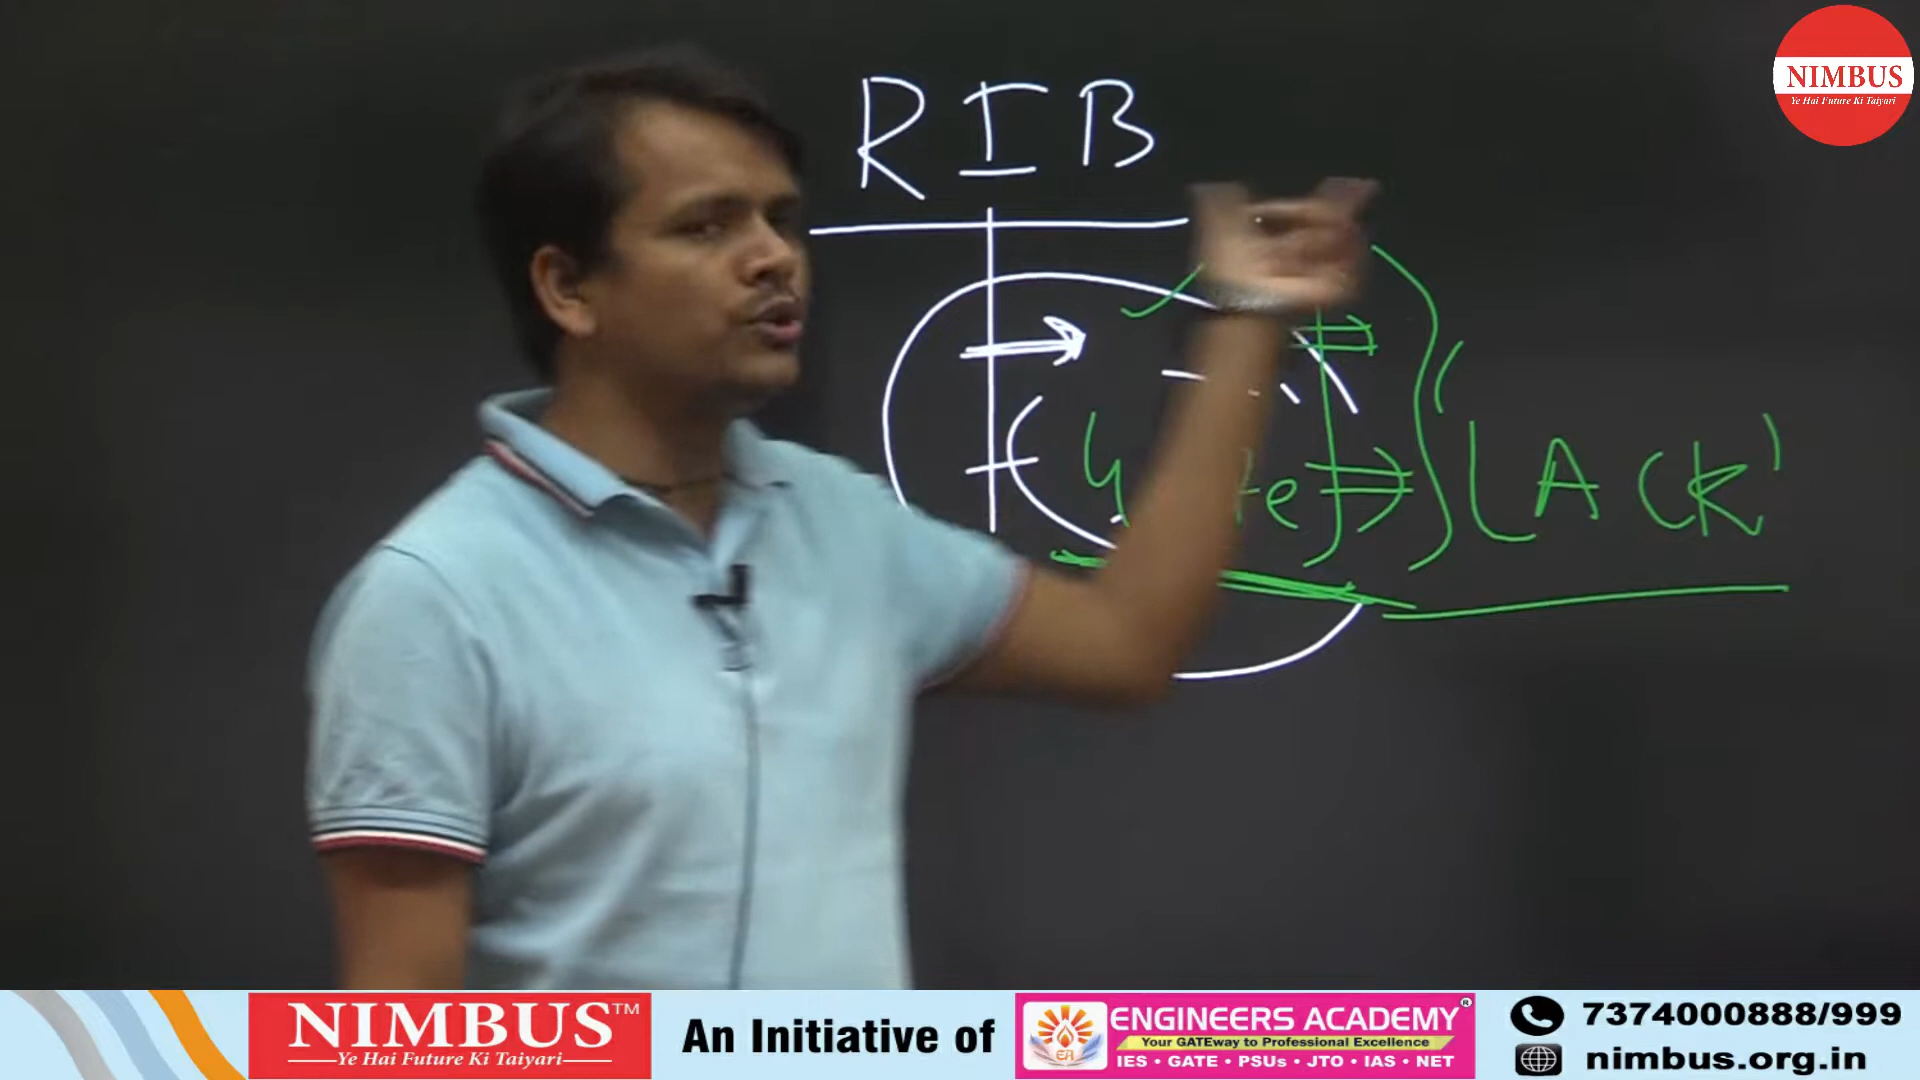 NIMBUS
Ye Hai Future Ki Taiyari
RIB
LACK
NIMBUS™
Ye Hai Future Ki Taiyari
An Initiative of
ENGINEERS ACADEMY®
Your GATEway to Professional Excellence
IES • GATE • PSUs • JTO • IAS • NET
EA
7374000888/999
nimbus.org.in